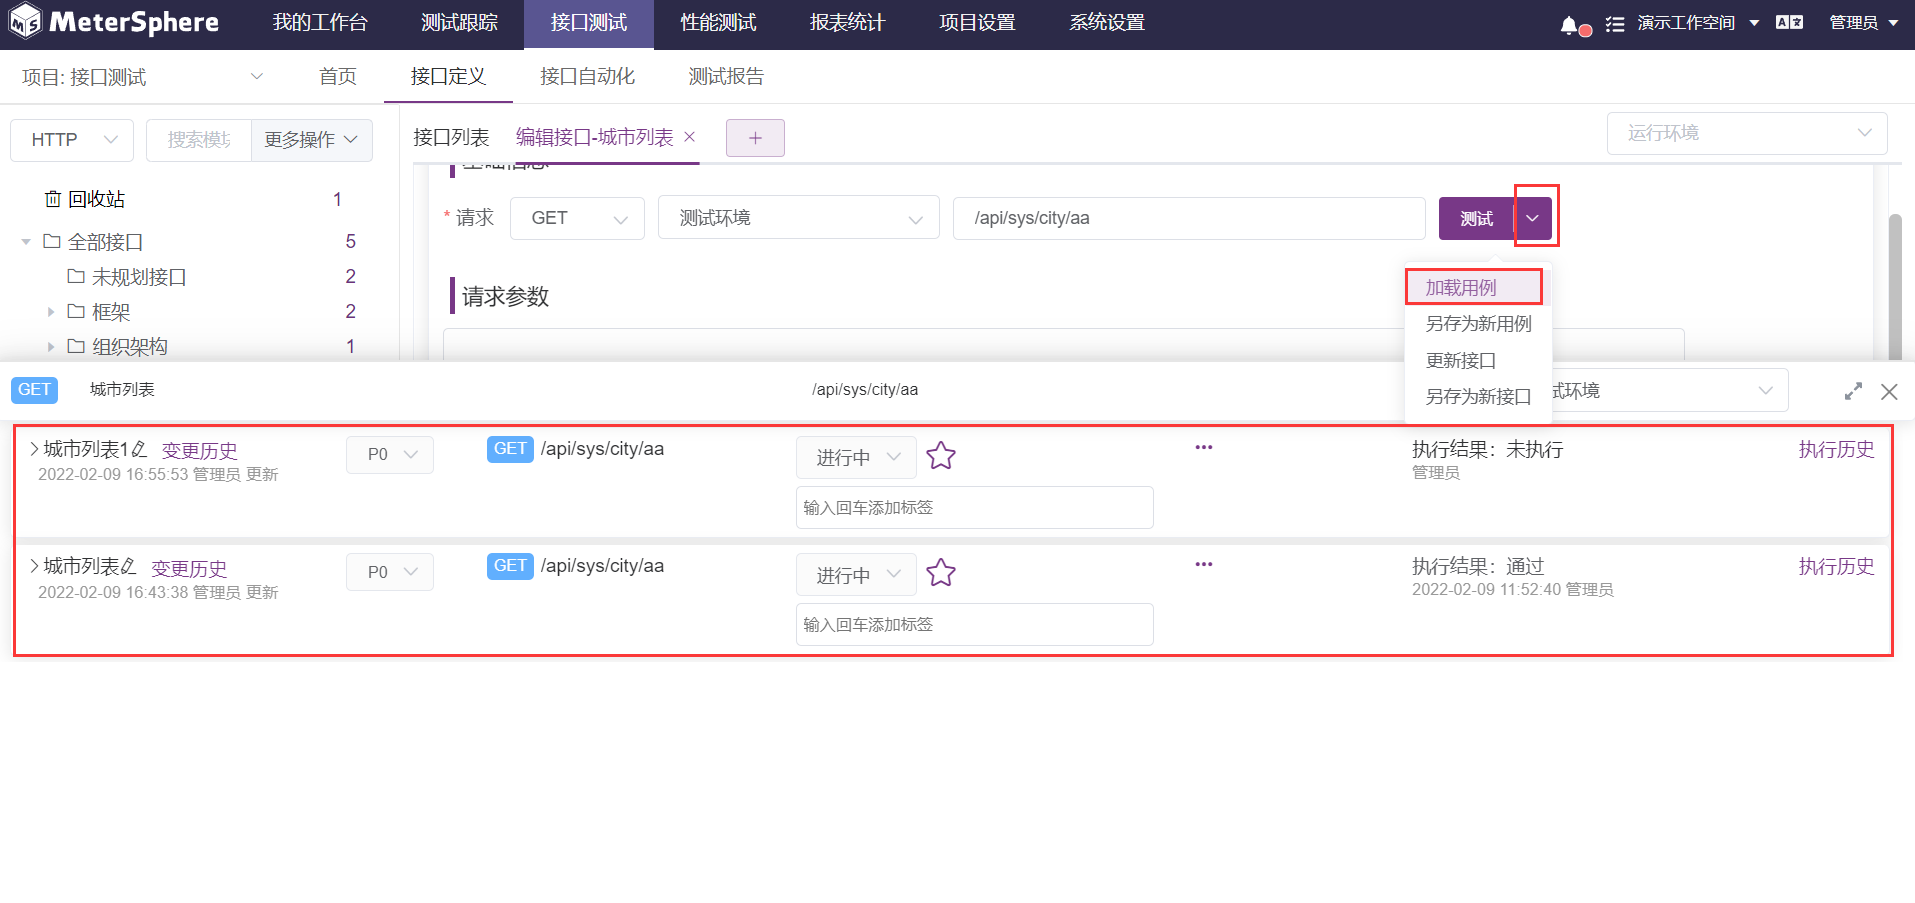 MeterSphere 我的工作台 测试跟踪 接口测试 性能测试 报表统计 项目设置 系统设置 演示工作空间 管理员
项目: 接口测试 首页 接口定义 接口自动化 测试报告
HTTP 搜索模块 更多操作
接口列表 编辑接口-城市列表 × + 运行环境
基础信息
回收站 1
* 请求 GET 测试环境 /api/sys/city/aa 测试
全部接口 5
未规划接口 2
框架 2
组织架构 1
请求参数
加载用例
另存为新用例
更新接口
另存为新接口
GET 城市列表 /api/sys/city/aa 试环境
城市列表1 变更历史 P0 GET /api/sys/city/aa 进行中 ••• 执行结果：未执行 执行历史
2022-02-09 16:55:53 管理员 更新 管理员
输入回车添加标签
城市列表 变更历史 P0 GET /api/sys/city/aa 进行中 ••• 执行结果：通过 执行历史
2022-02-09 16:43:38 管理员 更新 2022-02-09 11:52:40 管理员
输入回车添加标签